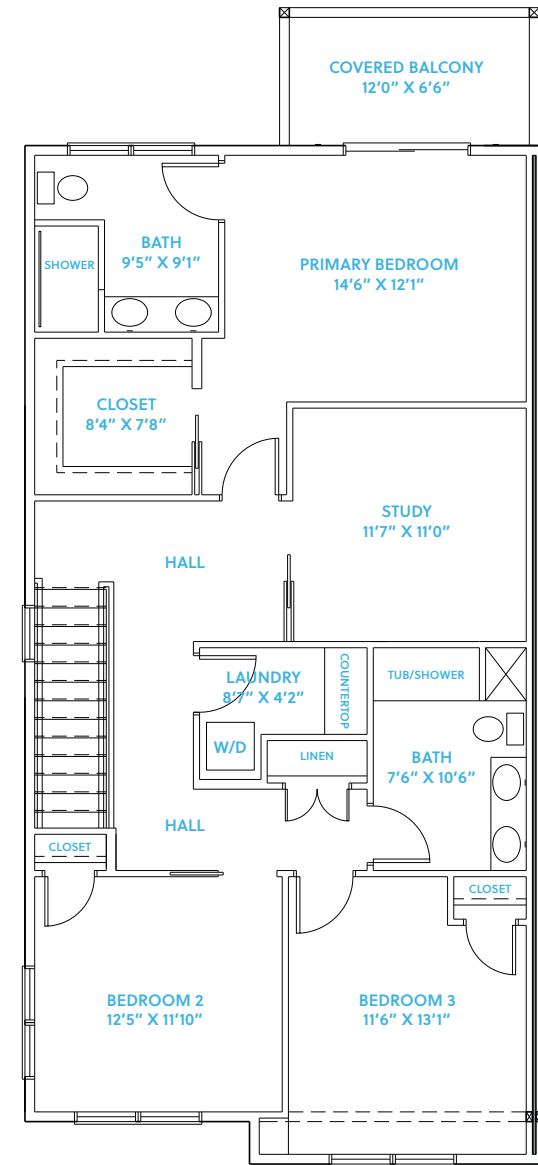 COVERED BALCONY
12'0" X 6'6"
BATH
9'5" X 9'1"
SHOWER
PRIMARY BEDROOM
14'6" X 12'1"
CLOSET
8'4" X 7'8"
STUDY
11'7" X 11'0"
HALL
LAUNDRY
8'7" X 4'2"
COUNTERTOP
TUB/SHOWER
W/D
LINEN
BATH
7'6" X 10'6"
HALL
CLOSET
CLOSET
BEDROOM 2
12'5" X 11'10"
BEDROOM 3
11'6" X 13'1"